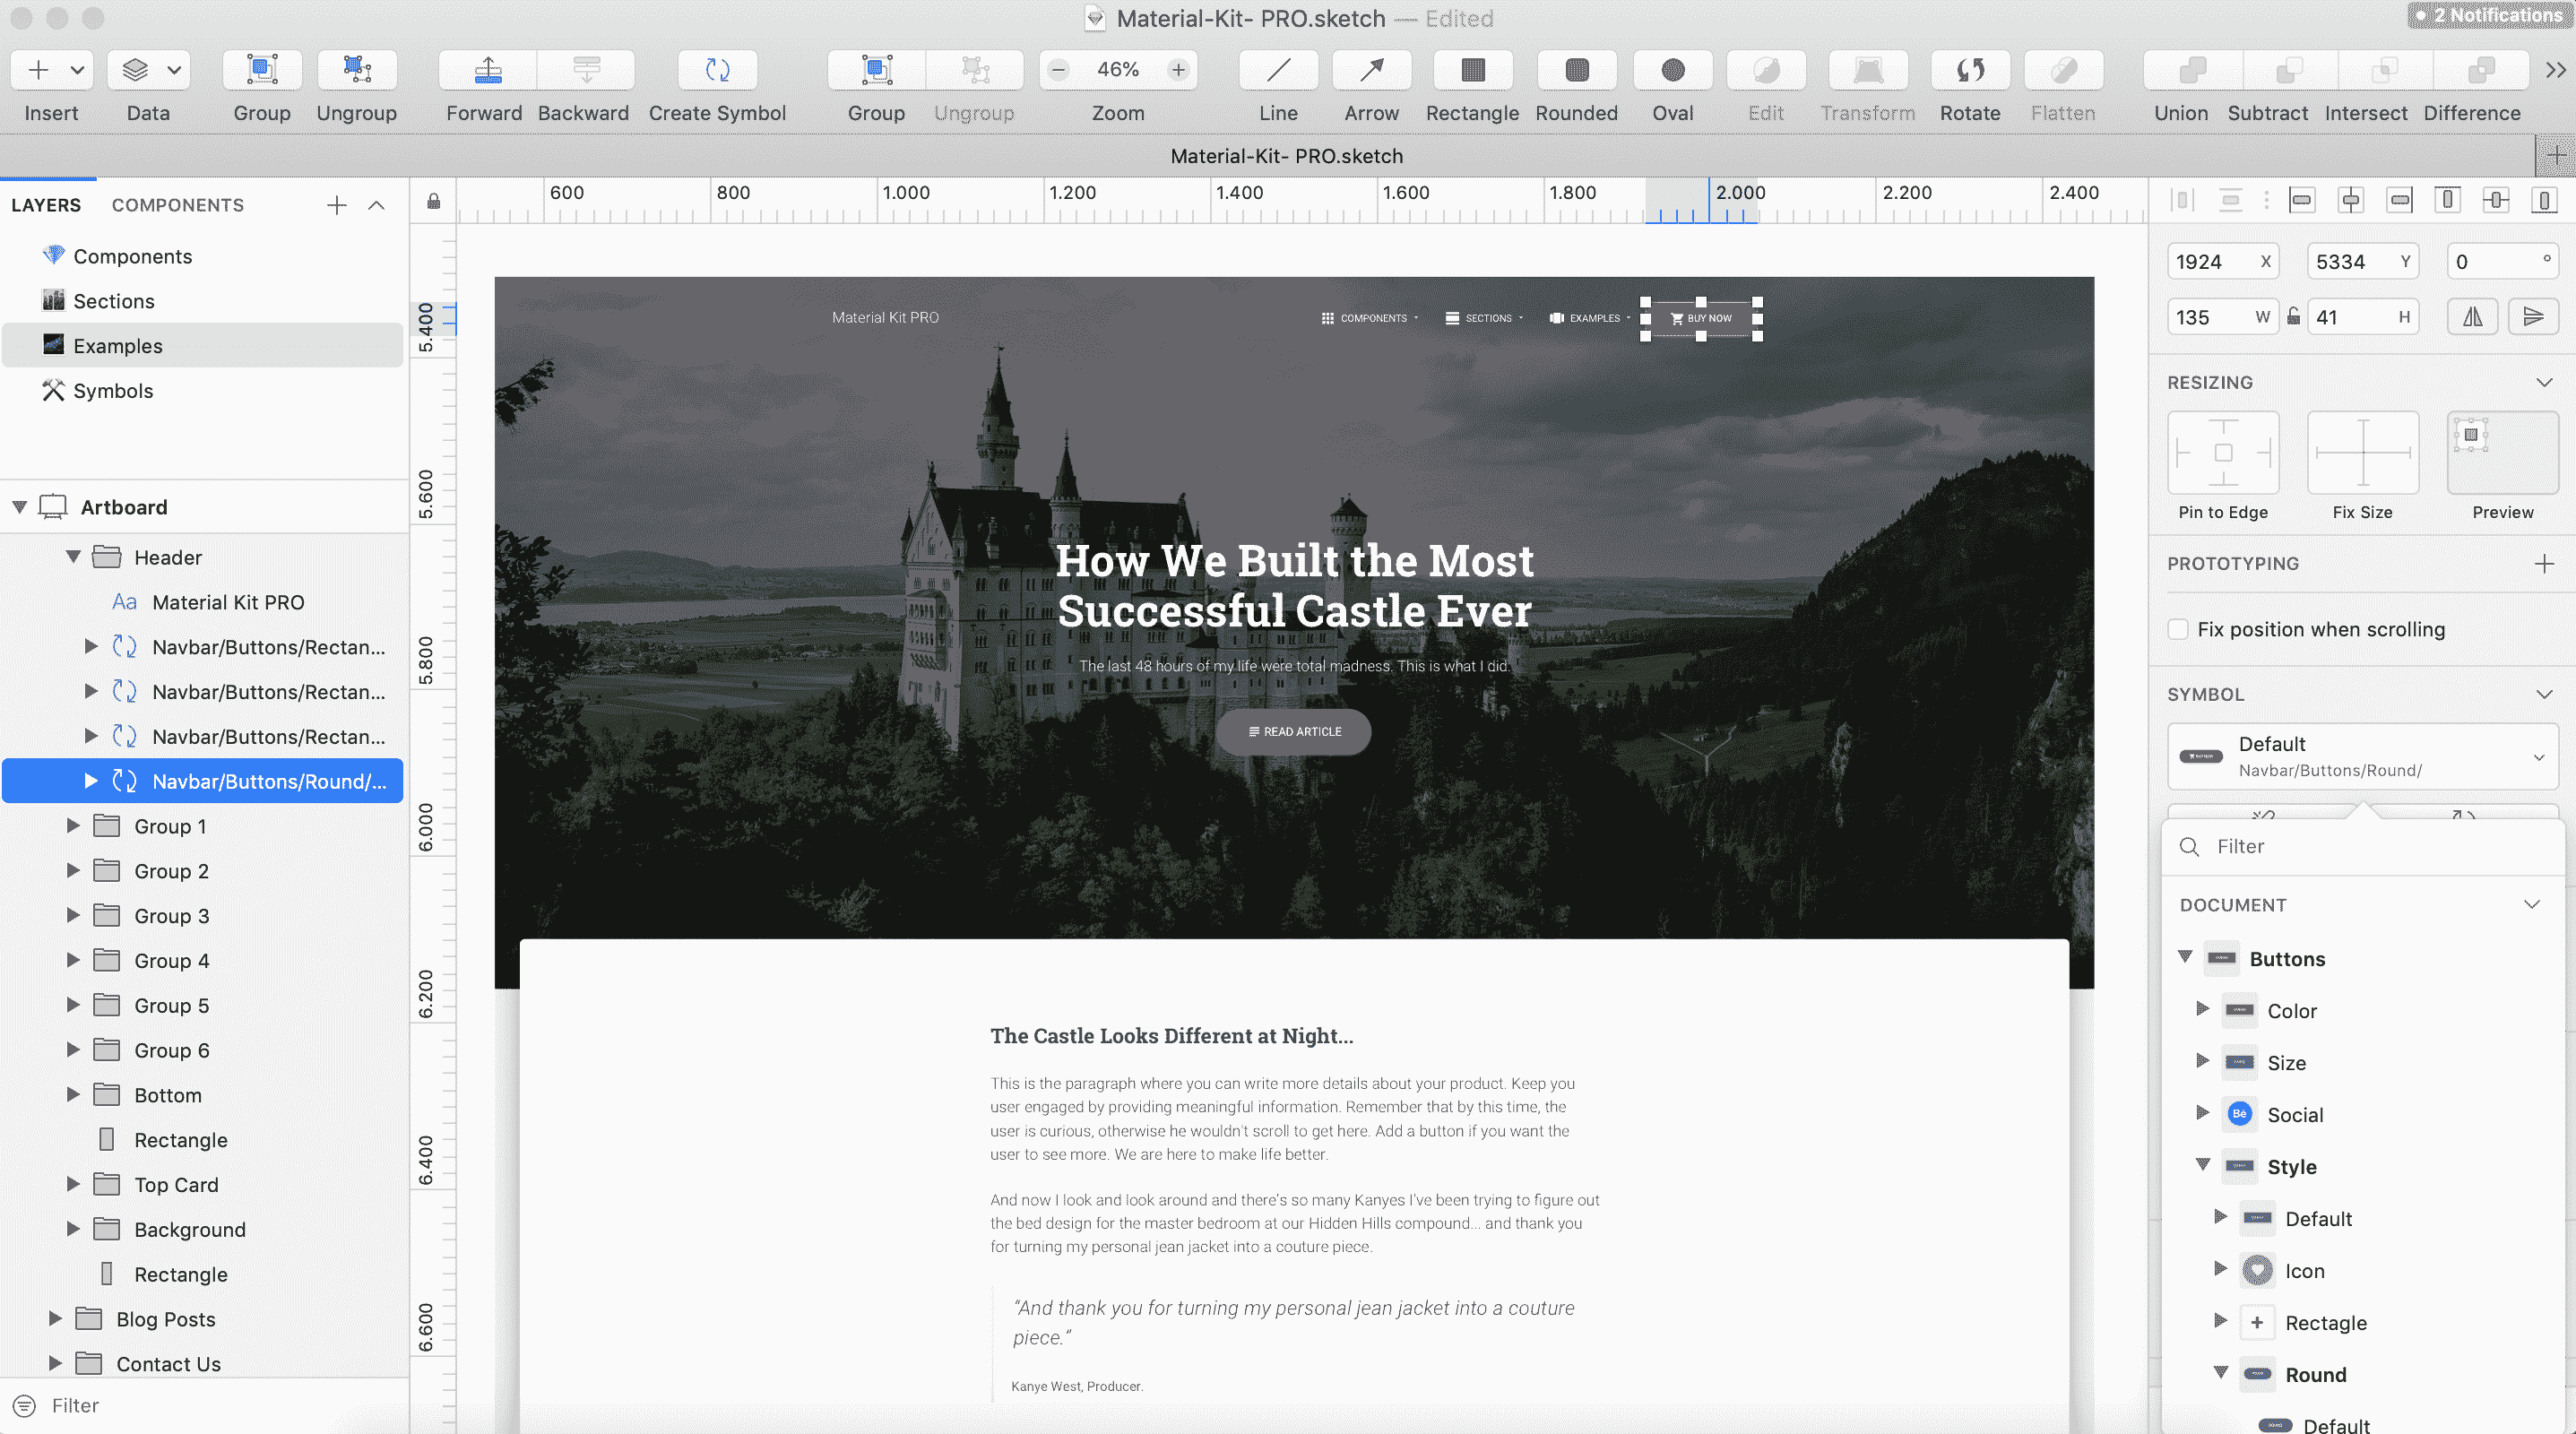 Material-Kit- PRO.sketch — Edited
2 Notifications
46%
Insert
Data
Group
Ungroup
Forward
Backward
Create Symbol
Group
Ungroup
Zoom
Line
Arrow
Rectangle
Rounded
Oval
Edit
Transform
Rotate
Flatten
Union
Subtract
Intersect
Difference
Material-Kit- PRO.sketch
LAYERS
COMPONENTS
Components
Sections
Examples
Symbols
Artboard
Header
Aa Material Kit PRO
Navbar/Buttons/Rectan...
Navbar/Buttons/Rectan...
Navbar/Buttons/Rectan...
Navbar/Buttons/Round/...
Group 1
Group 2
Group 3
Group 4
Group 5
Group 6
Bottom
Rectangle
Top Card
Background
Rectangle
Blog Posts
Contact Us
Filter
600 800 1.000 1.200 1.400 1.600 1.800 2.000 2.200 2.400
5.400
5.600
5.800
6.000
6.200
6.400
6.600
Material Kit PRO
COMPONENTS
SECTIONS
EXAMPLES
BUY NOW
How We Built the Most
Successful Castle Ever
The last 48 hours of my life were total madness. This is what I did.
READ ARTICLE
The Castle Looks Different at Night...
This is the paragraph where you can write more details about your product. Keep you
user engaged by providing meaningful information. Remember that by this time, the
user is curious, otherwise he wouldn't scroll to get here. Add a button if you want the
user to see more. We are here to make life better.
And now I look and look around and there's so many Kanyes I've been trying to figure out
the bed design for the master bedroom at our Hidden Hills compound... and thank you
for turning my personal jean jacket into a couture piece.
“And thank you for turning my personal jean jacket into a couture
piece.”
Kanye West, Producer.
1924 X
5334 Y
0 °
135 W
41 H
RESIZING
Pin to Edge
Fix Size
Preview
PROTOTYPING
Fix position when scrolling
SYMBOL
Default
Navbar/Buttons/Round/
Filter
DOCUMENT
Buttons
Color
Size
Bē Social
Style
Default
Icon
Rectagle
Round
Default